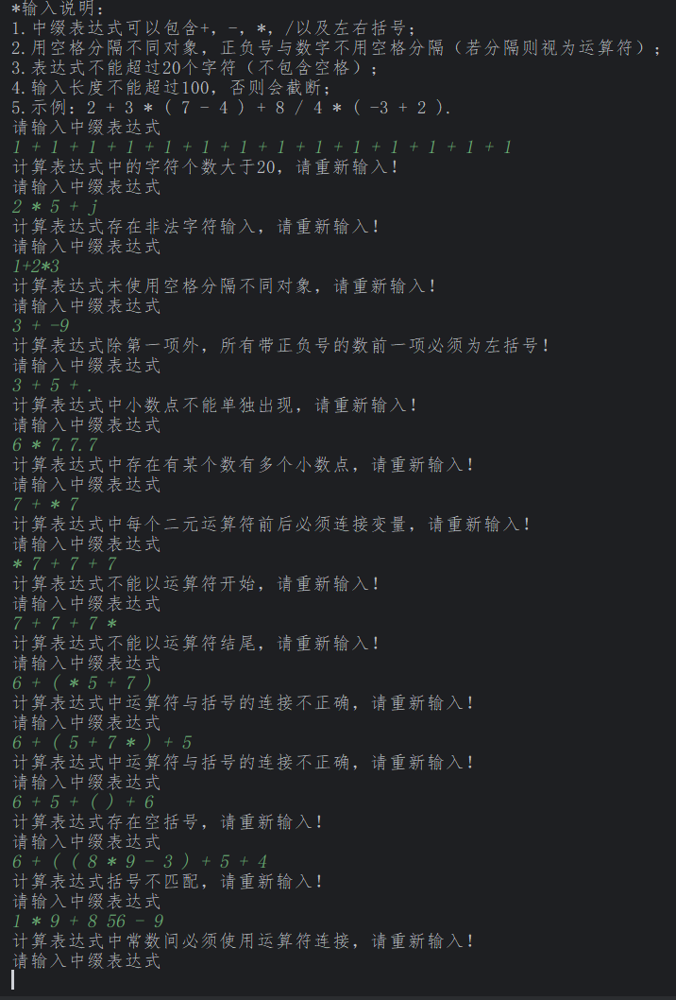 *输入说明：
1.中缀表达式可以包含+，-，*，/以及左右括号；
2.用空格分隔不同对象，正负号与数字不用空格分隔（若分隔则视为运算符）；
3.表达式不能超过20个字符（不包含空格）；
4.输入长度不能超过100，否则会截断；
5.示例：2 + 3 * ( 7 - 4 ) + 8 / 4 * ( -3 + 2 ).
请输入中缀表达式
1 + 1 + 1 + 1 + 1 + 1 + 1 + 1 + 1 + 1 + 1 + 1 + 1 + 1
计算表达式中的字符个数大于20，请重新输入！
请输入中缀表达式
2 * 5 + j
计算表达式存在非法字符输入，请重新输入！
请输入中缀表达式
1+2*3
计算表达式未使用空格分隔不同对象，请重新输入！
请输入中缀表达式
3 + -9
计算表达式除第一项外，所有带正负号的数前一项必须为左括号！
请输入中缀表达式
3 + 5 + .
计算表达式中小数点不能单独出现，请重新输入！
请输入中缀表达式
6 * 7.7.7
计算表达式中存在有某个数有多个小数点，请重新输入！
请输入中缀表达式
7 + * 7
计算表达式中每个二元运算符前后必须连接变量，请重新输入！
请输入中缀表达式
* 7 + 7 + 7
计算表达式不能以运算符开始，请重新输入！
请输入中缀表达式
7 + 7 + 7 *
计算表达式不能以运算符结尾，请重新输入！
请输入中缀表达式
6 + ( * 5 + 7 )
计算表达式中运算符与括号的连接不正确，请重新输入！
请输入中缀表达式
6 + ( 5 + 7 * ) + 5
计算表达式中运算符与括号的连接不正确，请重新输入！
请输入中缀表达式
6 + 5 + ( ) + 6
计算表达式存在空括号，请重新输入！
请输入中缀表达式
6 + ( ( 8 * 9 - 3 ) + 5 + 4
计算表达式括号不匹配，请重新输入！
请输入中缀表达式
1 * 9 + 8 56 - 9
计算表达式中常数间必须使用运算符连接，请重新输入！
请输入中缀表达式